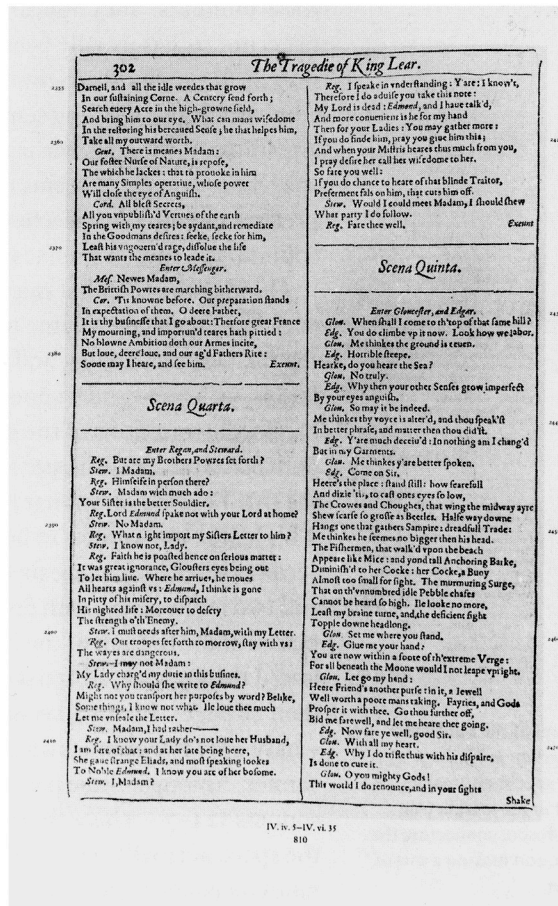 302 The Tragedie of King Lear.
2355
Darnell, and all the idle weedes that grow
In our sustaining Corne. A Centery send forth;
Search euery Acre in the high-growne field,
And bring him to our eye. What can mans wisedome
In the restoring his bereaued Sense; he that helpes him,
2360
Take all my outward worth.
Gent. There is meanes Madam:
Our foster Nurse of Nature, is repose,
The which he lackes: that to prouoke in him
Are many Simples operatiue, whose power
Will close the eye of Anguish.
Cord. All blest Secrets,
All you vnpublish'd Vertues of the earth
Spring with my teares; be aydant, and remediate
In the Goodmans desires: seeke, seeke for him,
2370
Least his vngouern'd rage, dissolue the life
That wants the meanes to leade it.
Enter Messenger.
Mes. Newes Madam,
The Brittish Powres are marching hitherward.
Cor. 'Tis knowne before. Our preparation stands
In expectation of them. O deere Father,
It is thy businesse that I go about: Therfore great France
My mourning, and importun'd teares hath pittied:
No blowne Ambition doth our Armes incite,
2380
But loue, deere loue, and our ag'd Fathers Rite:
Soone may I heare, and see him. Exeunt.
Scena Quarta.
Enter Regan, and Steward.
Reg. But are my Brothers Powres set forth?
Stew. I Madam.
Reg. Himselfe in person there?
Stew. Madam with much ado:
Your Sister is the better Souldier.
Reg. Lord Edmund spake not with your Lord at home?
2390
Stew. No Madam.
Reg. What might import my Sisters Letter to him?
Stew. I know not, Lady.
Reg. Faith he is poasted hence on serious matter:
It was great ignorance, Glousters eyes being out
To let him liue. Where he arriues, he moues
All hearts against vs: Edmund, I thinke is gone
In pitty of his misery, to dispatch
His nighted life: Moreouer to descry
The strength o'th'Enemy.
2400
Stew. I must needs after him, Madam, with my Letter.
Reg. Our troopes set forth to morrow, stay with vs:
The wayes are dangerous.
Stew. I may not Madam:
My Lady charg'd my dutie in this busines.
Reg. Why should she write to Edmund?
Might not you transport her purposes by word? Belike,
Some things, I know not what. Ile loue thee much
Let me vnseale the Letter.
Stew. Madam, I had rather——
2410
Reg. I know your Lady do's not loue her Husband,
I am sure of that: and at her late being heere,
She gaue strange Eliads, and most speaking lookes
To Noble Edmund. I know you are of her bosome.
Stew. I, Madam?
Reg. I speake in vnderstanding: Y'are: I know't,
Therefore I do aduise you take this note:
My Lord is dead: Edmond, and I haue talk'd,
And more conuenient is he for my hand
Then for your Ladies: You may gather more:
If you do finde him, pray you giue him this;
And when your Mistris heares thus much from you,
I pray desire her call her wisedome to her.
So fare you well:
If you do chance to heare of that blinde Traitor,
Preferment fals on him, that cuts him off.
Stew. Would I could meet Madam, I should shew
What party I do follow.
Reg. Fare thee well. Exeunt
Scena Quinta.
Enter Gloucester, and Edgar.
Glou. When shall I come to th'top of that same hill?
Edg. You do climbe vp it now. Look how we labor.
Glou. Me thinkes the ground is eeuen.
Edg. Horrible steepe.
Hearke, do you heare the Sea?
Glou. No truly.
Edg. Why then your other Senses grow imperfect
By your eyes anguish.
Glou. So may it be indeed.
Me thinkes thy voyce is alter'd, and thou speak'st
In better phrase, and matter then thou did'st.
Edg. Y'are much deceiu'd: In nothing am I chang'd
But in my Garments.
Glou. Me thinkes y'are better spoken.
Edg. Come on Sir,
Heere's the place: stand still: how fearefull
And dizie 'tis, to cast ones eyes so low,
The Crowes and Choughes, that wing the midway ayre
Shew scarse so grosse as Beetles. Halfe way downe
Hangs one that gathers Sampire: dreadfull Trade:
Me thinkes he seemes no bigger then his head.
The Fishermen, that walk'd vpon the beach
Appeare like Mice: and yond tall Anchoring Barke,
Diminish'd to her Cocke: her Cocke, a Buoy
Almost too small for sight. The murmuring Surge,
That on th'vnnumbred idle Pebble chafes
Cannot be heard so high. Ile looke no more,
Least my braine turne, and the deficient sight
Topple downe headlong.
Glou. Set me where you stand.
Edg. Giue me your hand:
You are now within a foote of th'extreme Verge:
For all beneath the Moone would I not leape vpright.
Glou. Let go my hand:
Heere Friend's another purse: in it, a Iewell
Well worth a poore mans taking. Fayries, and Gods
Prosper it with thee. Go thou further off,
Bid me farewell, and let me heare thee going.
Edg. Now fare ye well, good Sir.
Glou. With all my heart.
Edg. Why I do trifle thus with his dispaire,
Is done to cure it.
Glou. O you mighty Gods!
This world I do renounce, and in your sights
Shake
IV. iv. 5–IV. vi. 35
810